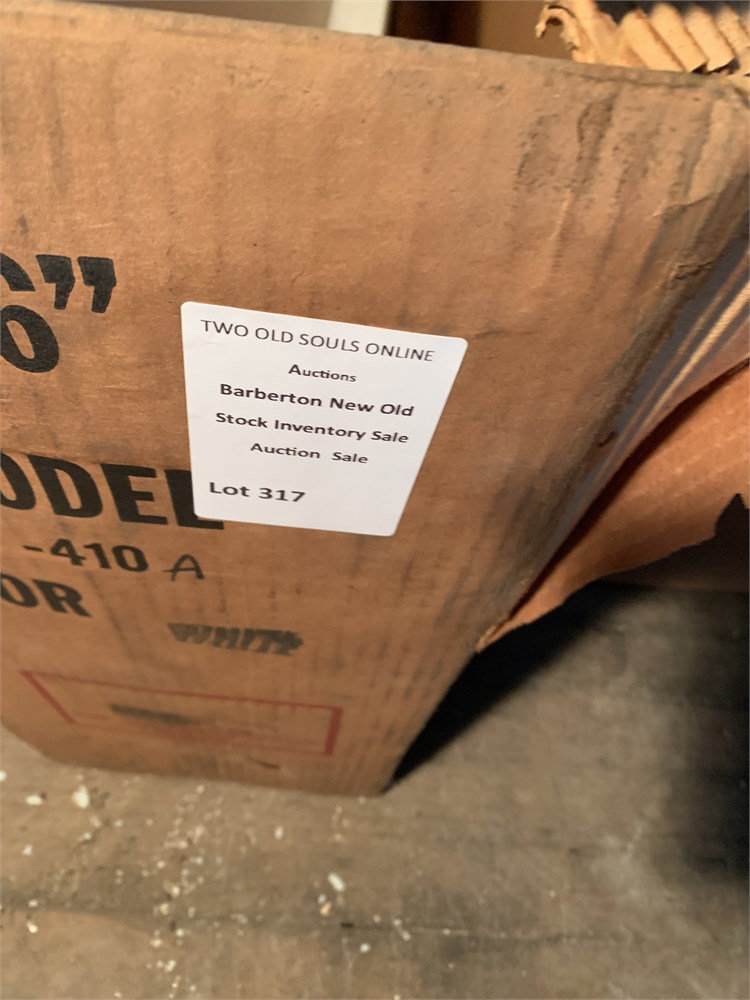 6"
TWO OLD SOULS ONLINE
Auctions
Barberton New Old
Stock Inventory Sale
Auction Sale
Lot 317
ODEL
-410 A
OR
WHITE